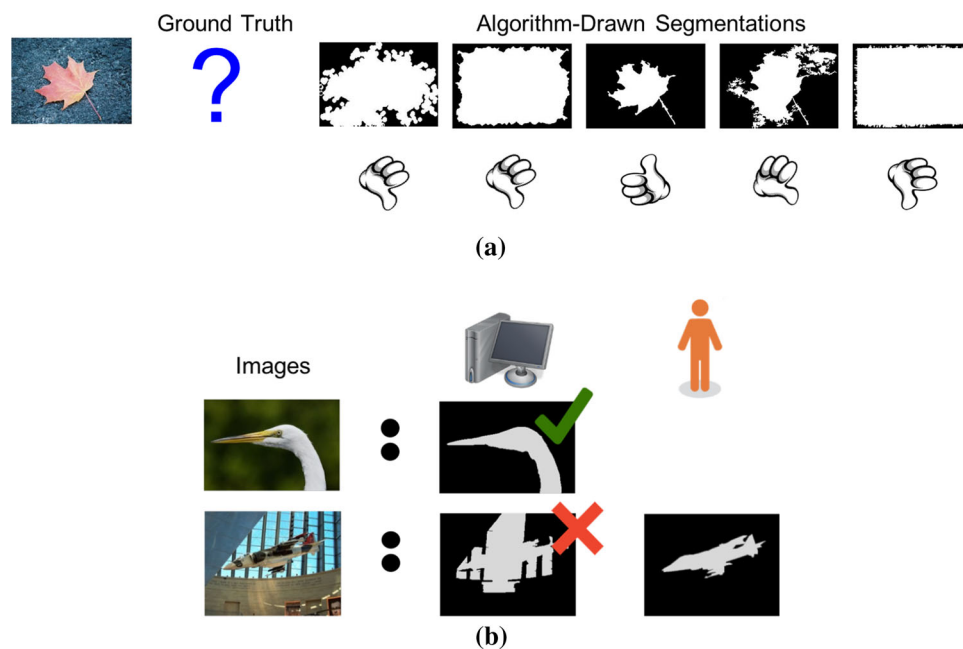 Ground Truth
Algorithm-Drawn Segmentations
?
(a)
Images
(b)